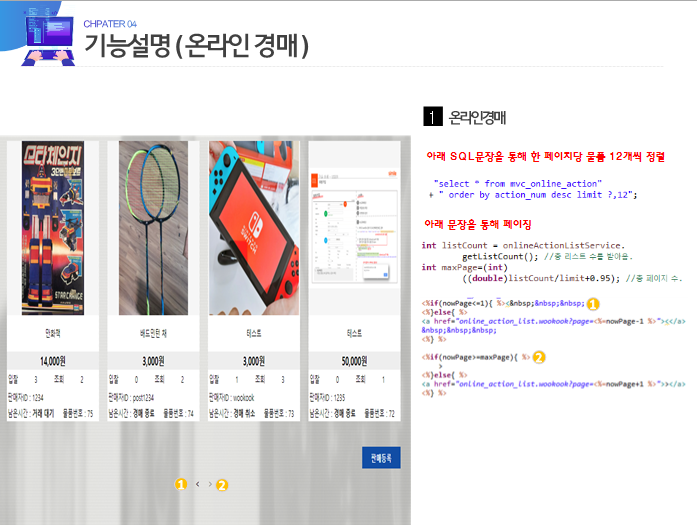 CHPATER 04
기능설명 ( 온라인 경매 )
1 온라인경매
아래 SQL문장을 통해 한 페이지당 물품 12개씩 정렬
"select * from mvc_online_action"
+ " order by action_num desc limit ?,12";
아래 문장을 통해 페이징
int listCount = onlineActionListService.
getListCount(); //총 리스트 수를 받아옴.
int maxPage=(int)
((double)listCount/limit+0.95); //총 페이지 수.
<%if(nowPage<=1){ %><&nbsp;&nbsp;&nbsp; 1
<%}else{ %>
<a href="online_action_list.wookook?page=<%=nowPage-1 %>"><</a>
&nbsp;&nbsp;&nbsp;
<%} %>
<%if(nowPage>=maxPage){ %> 2
>
<%}else{ %>
<a href="online_action_list.wookook?page=<%=nowPage+1 %>">></a>
<%} %>
스타체인지
STAR CHANGE
만화책
14,000원
입찰 3 조회 2
판매자ID : 1234
남은시간 : 거래 대기 물품번호 : 75
배드민턴 채
3,000원
입찰 0 조회 2
판매자ID : post1234
남은시간 : 경매 종료 물품번호 : 74
SWITCH
테스트
3,000원
입찰 1 조회 3
판매자ID : wookook
남은시간 : 경매 취소 물품번호 : 73
테스트
50,000원
입찰 0 조회 1
판매자ID : 1235
남은시간 : 경매 종료 물품번호 : 72
판매등록
1 < > 2